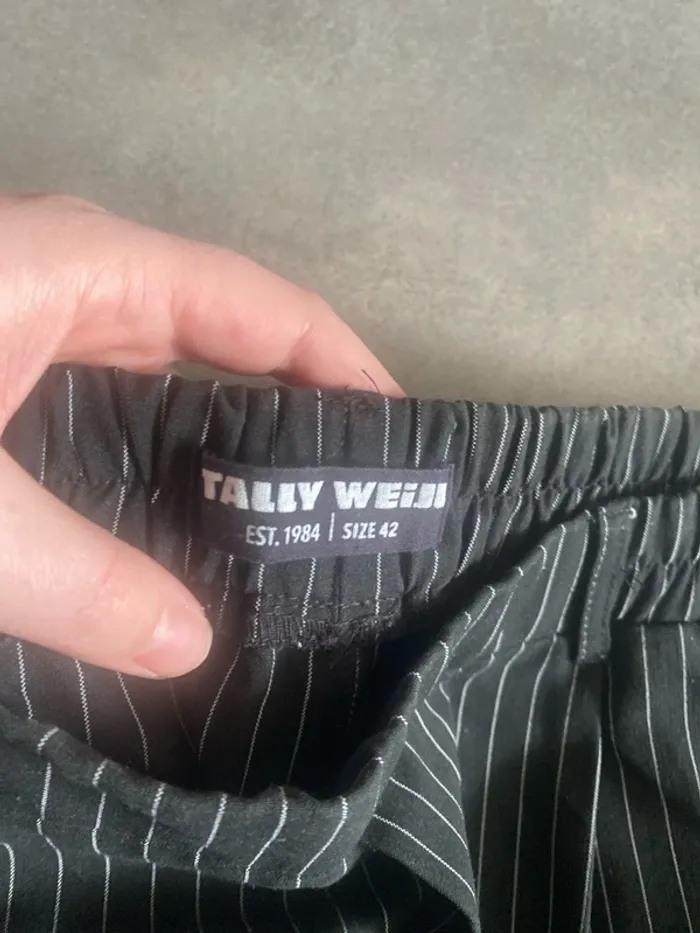 TALLY WEiJL
EST. 1984 | SIZE 42